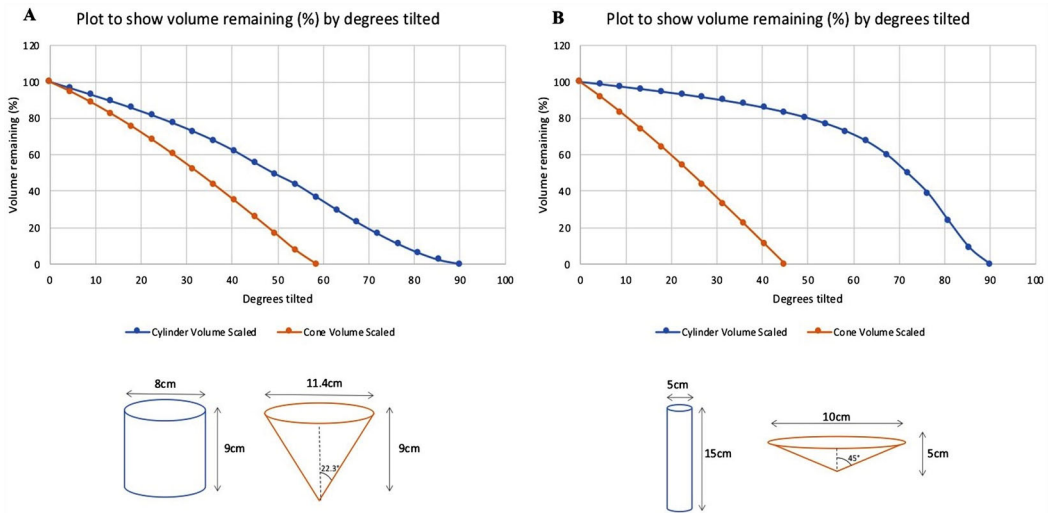 A
Plot to show volume remaining (%) by degrees tilted
Volume remaining (%)
120
100
80
60
40
20
0
0 10 20 30 40 50 60 70 80 90 100
Degrees tilted
Cylinder Volume Scaled Cone Volume Scaled
8cm
9cm
11.4cm
9cm
22.3°
B
Plot to show volume remaining (%) by degrees tilted
Volume remaining (%)
120
100
80
60
40
20
0
0 10 20 30 40 50 60 70 80 90 100
Degrees tilted
Cylinder Volume Scaled Cone Volume Scaled
5cm
15cm
10cm
5cm
45°